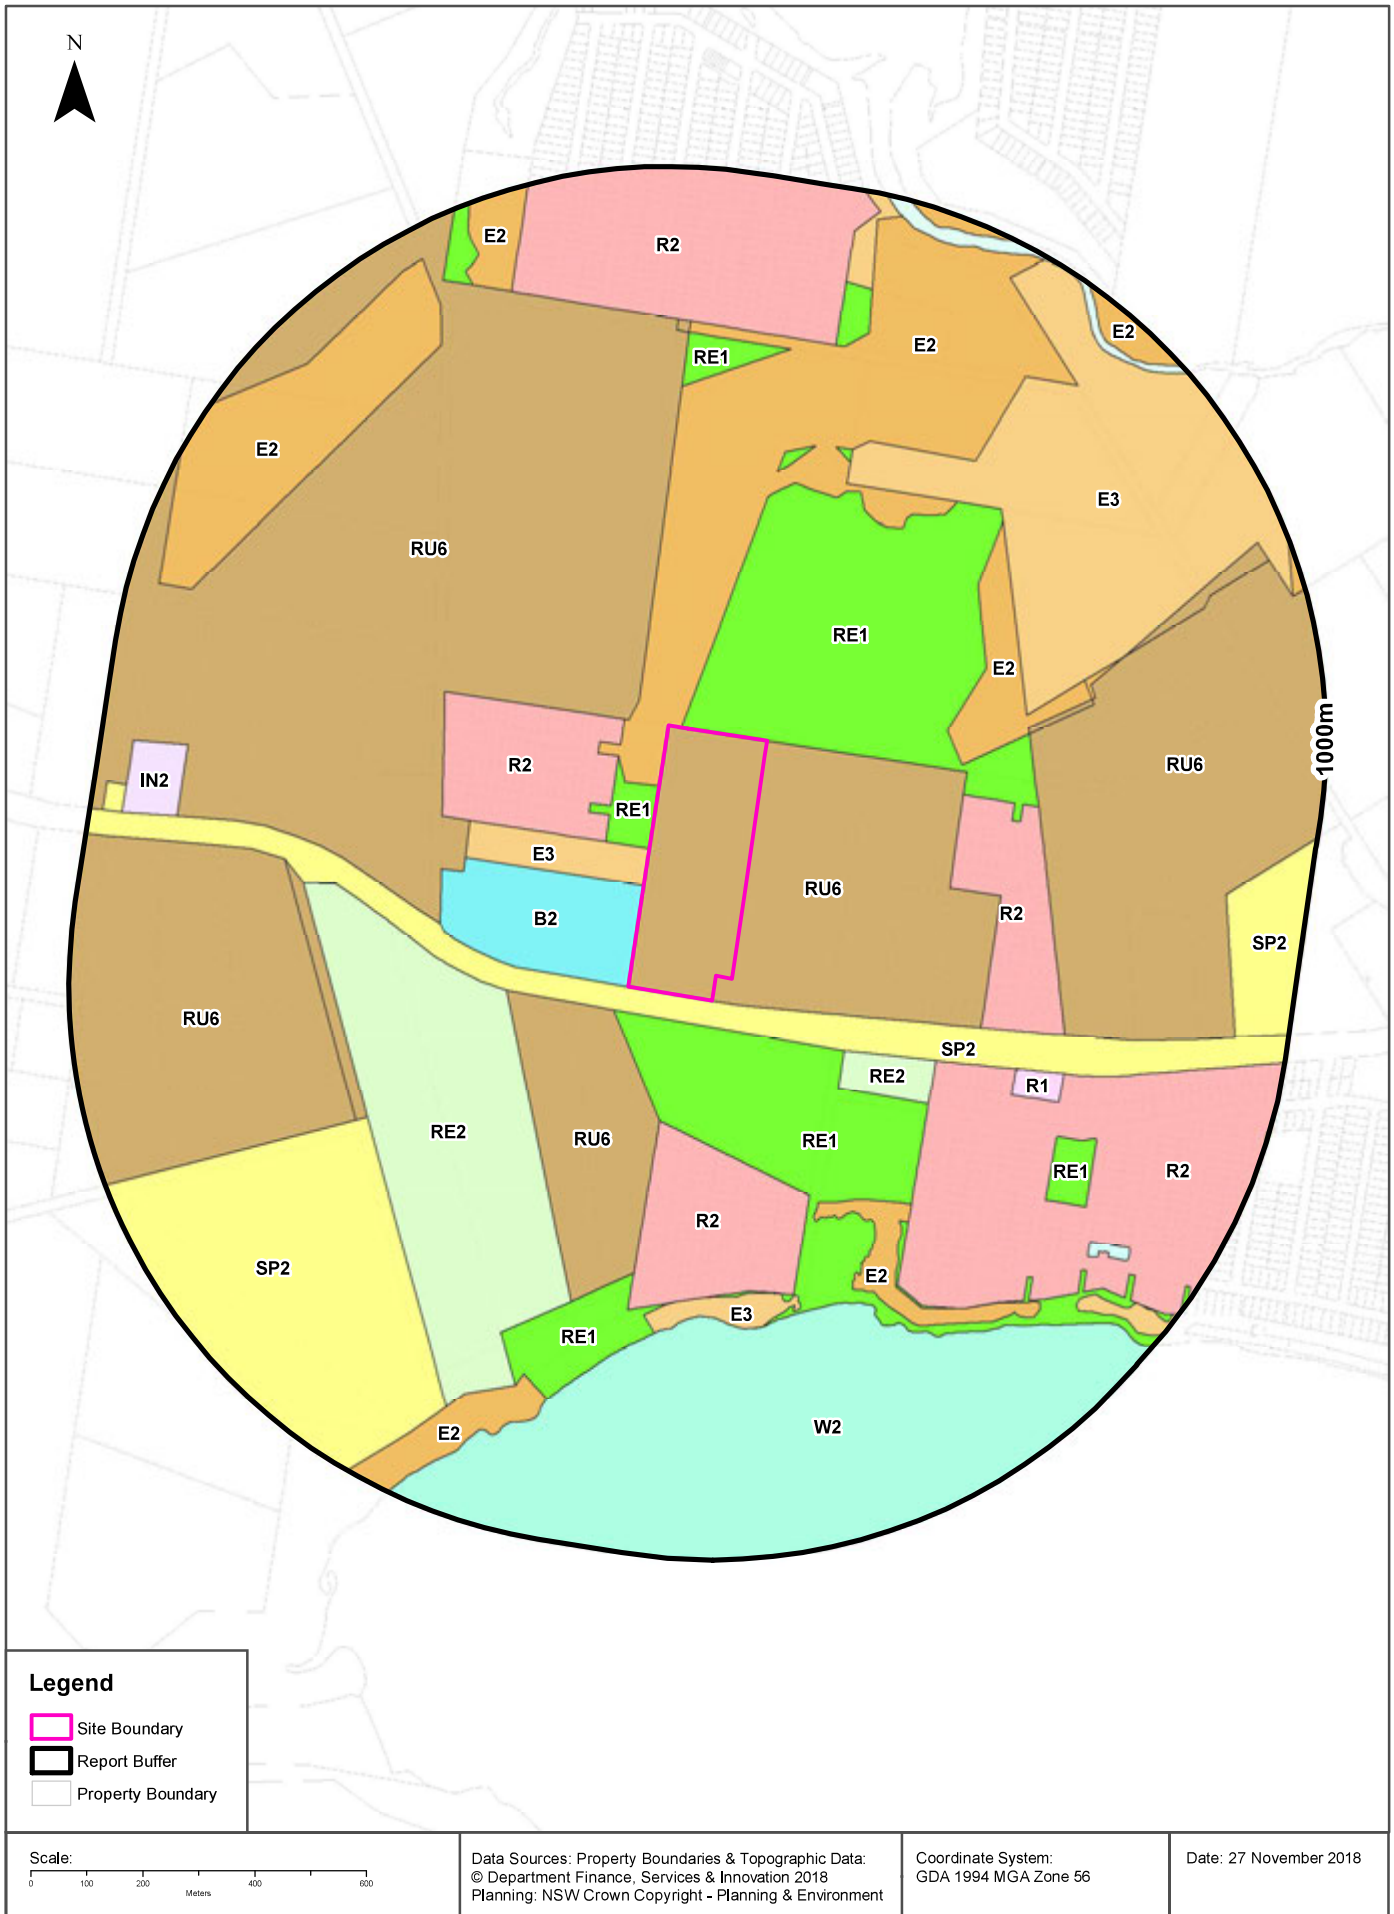 N
E2
R2
E2
E2
RE1
E2
E3
RU6
RE1
E2
1000m
R2
RU6
IN2
RE1
E3
RU6
B2
R2
SP2
RU6
SP2
RE2
R1
RE2
RU6
RE1
RE1
R2
R2
SP2
E2
E3
RE1
W2
E2
Legend
Site Boundary
Report Buffer
Property Boundary
Scale:
0 100 200 400 600
Meters
Data Sources: Property Boundaries & Topographic Data:
© Department Finance, Services & Innovation 2018
Planning: NSW Crown Copyright - Planning & Environment
Coordinate System:
GDA 1994 MGA Zone 56
Date: 27 November 2018